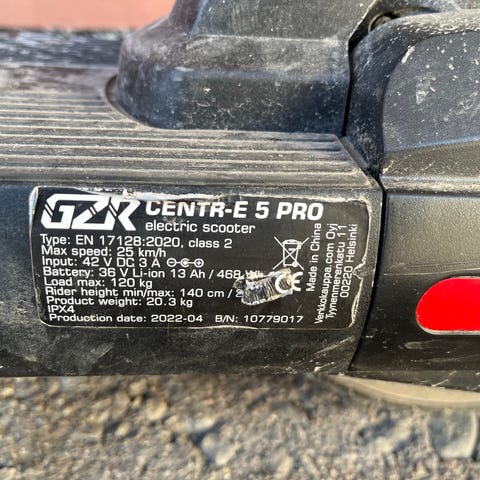 GZR CENTR-E 5 PRO
electric scooter
Type: EN 17128:2020, class 2
Max speed: 25 km/h
Input: 42 V DC 3 A
Battery: 36 V Li-ion 13 Ah / 468
Load max: 120 kg
Rider height min/max: 140 cm /
Product weight: 20.3 kg
IPX4
Production date: 2022-04 B/N: 10779017
CE
Made in China
Verkkokauppa.com Oyj
Tyynenmerenkatu 11
00220 Helsinki